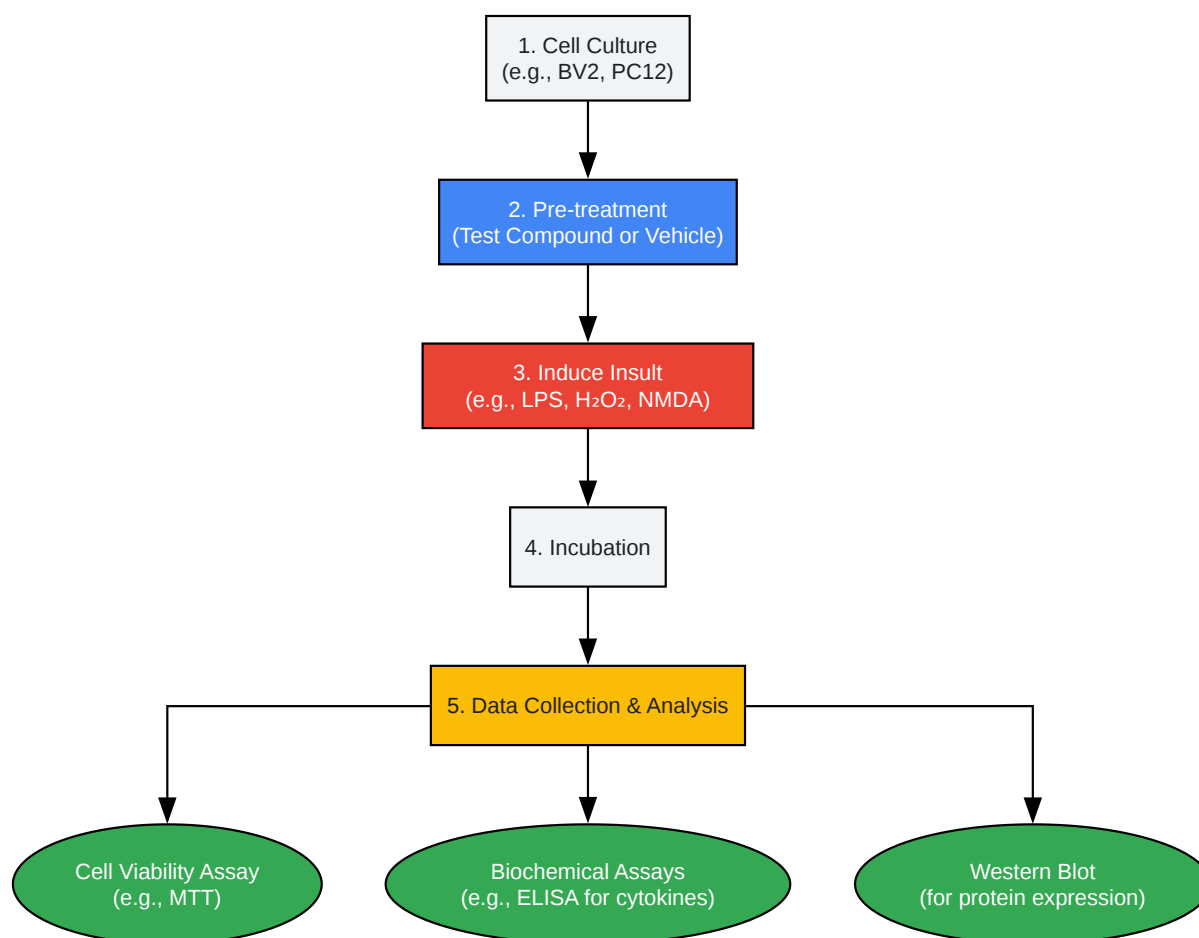 1. Cell Culture
(e.g., BV2, PC12)
2. Pre-treatment
(Test Compound or Vehicle)
3. Induce Insult
(e.g., LPS, H₂O₂, NMDA)
4. Incubation
5. Data Collection & Analysis
Cell Viability Assay
(e.g., MTT)
Biochemical Assays
(e.g., ELISA for cytokines)
Western Blot
(for protein expression)